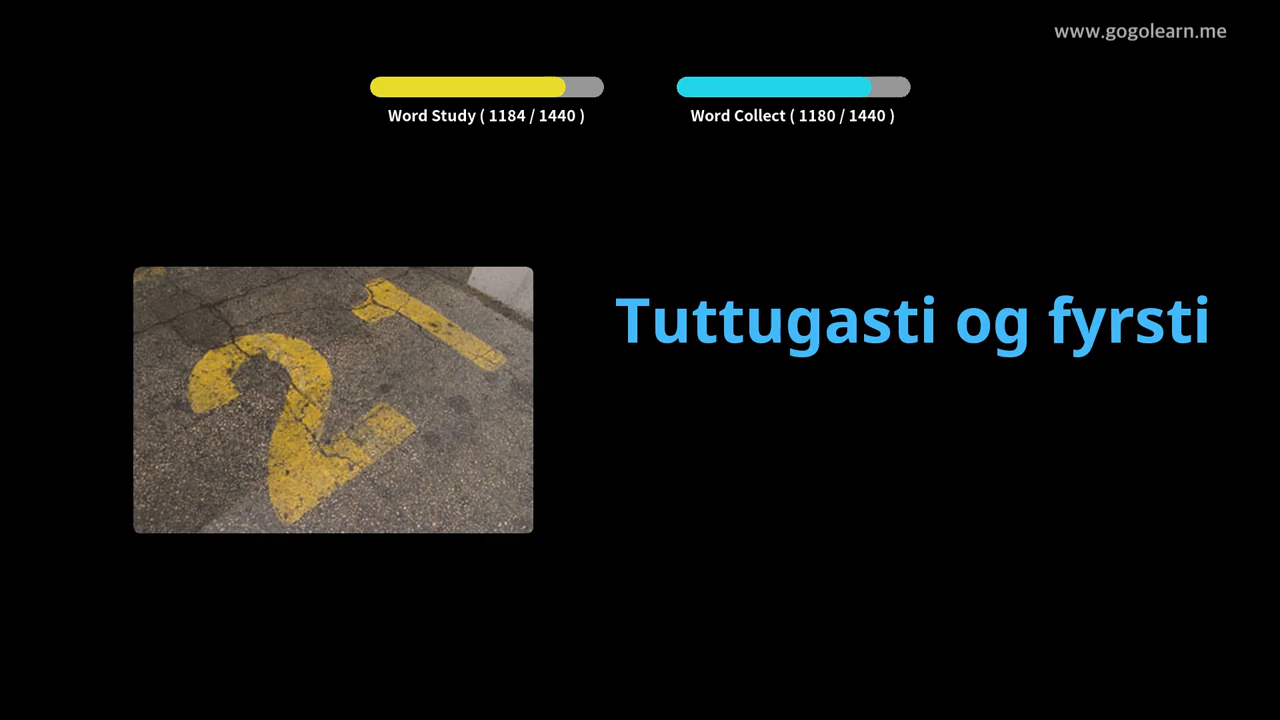 www.gogolearn.me
Word Study ( 1184 / 1440 )
Word Collect ( 1180 / 1440 )
21
Tuttugasti og fyrsti